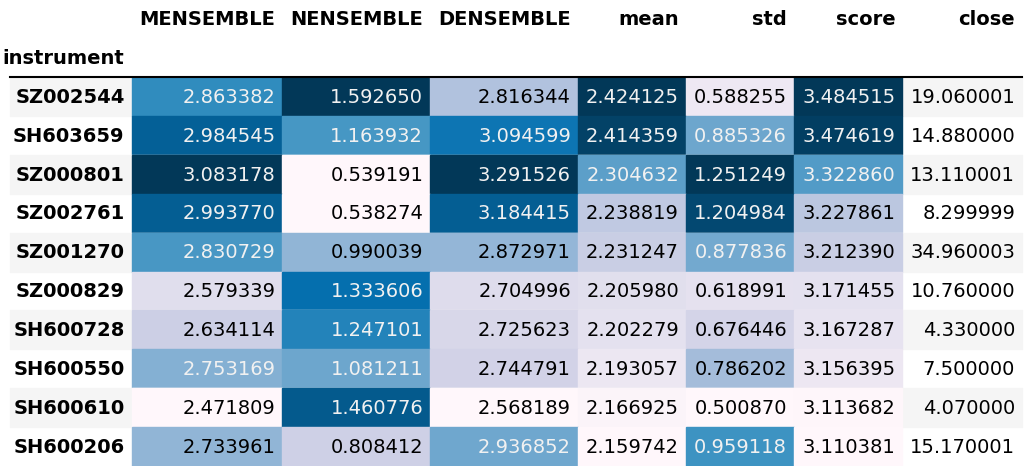 MENSEMBLE NENSEMBLE DENSEMBLE mean std score close
instrument
SZ002544 2.863382 1.592650 2.816344 2.424125 0.588255 3.484515 19.060001
SH603659 2.984545 1.163932 3.094599 2.414359 0.885326 3.474619 14.880000
SZ000801 3.083178 0.539191 3.291526 2.304632 1.251249 3.322860 13.110001
SZ002761 2.993770 0.538274 3.184415 2.238819 1.204984 3.227861 8.299999
SZ001270 2.830729 0.990039 2.872971 2.231247 0.877836 3.212390 34.960003
SZ000829 2.579339 1.333606 2.704996 2.205980 0.618991 3.171455 10.760000
SH600728 2.634114 1.247101 2.725623 2.202279 0.676446 3.167287 4.330000
SH600550 2.753169 1.081211 2.744791 2.193057 0.786202 3.156395 7.500000
SH600610 2.471809 1.460776 2.568189 2.166925 0.500870 3.113682 4.070000
SH600206 2.733961 0.808412 2.936852 2.159742 0.959118 3.110381 15.170001